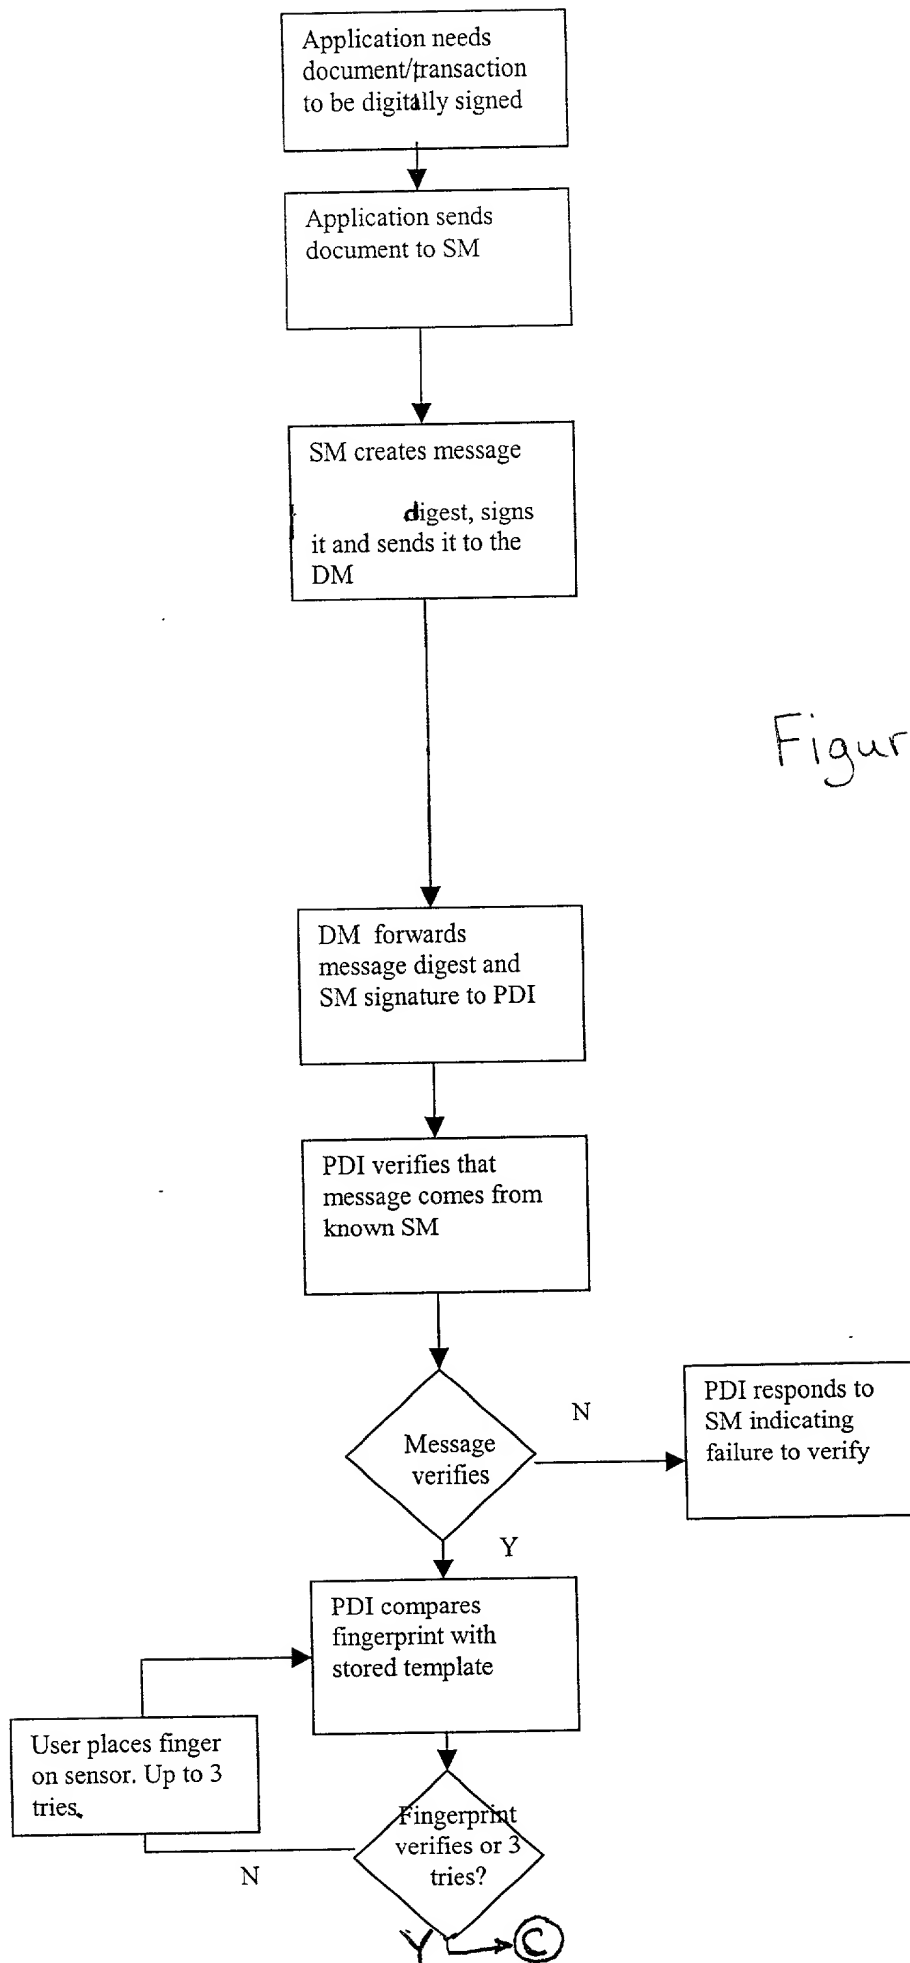 Application needs
document/transaction
to be digitally signed
Application sends
document to SM
SM creates message
digest, signs
it and sends it to the
DM
Figur
DM forwards
message digest and
SM signature to PDI
PDI verifies that
message comes from
known SM
Message
verifies
N
PDI responds to
SM indicating
failure to verify
Y
PDI compares
fingerprint with
stored template
User places finger
on sensor. Up to 3
tries.
Fingerprint
verifies or 3
tries?
N
Y
C